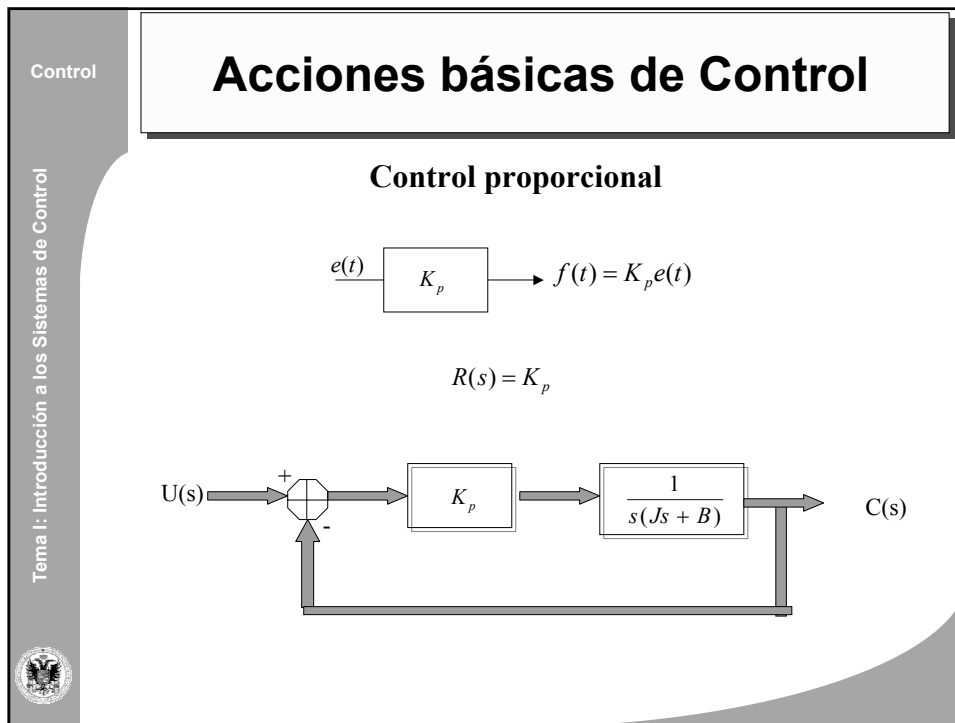 Control
Acciones básicas de Control
Tema I: Introducción a los Sistemas de Control
Control proporcional
e(t)
K_p
f(t) = K_p e(t)
R(s) = K_p
U(s)
+
-
K_p
1
s(Js + B)
C(s)